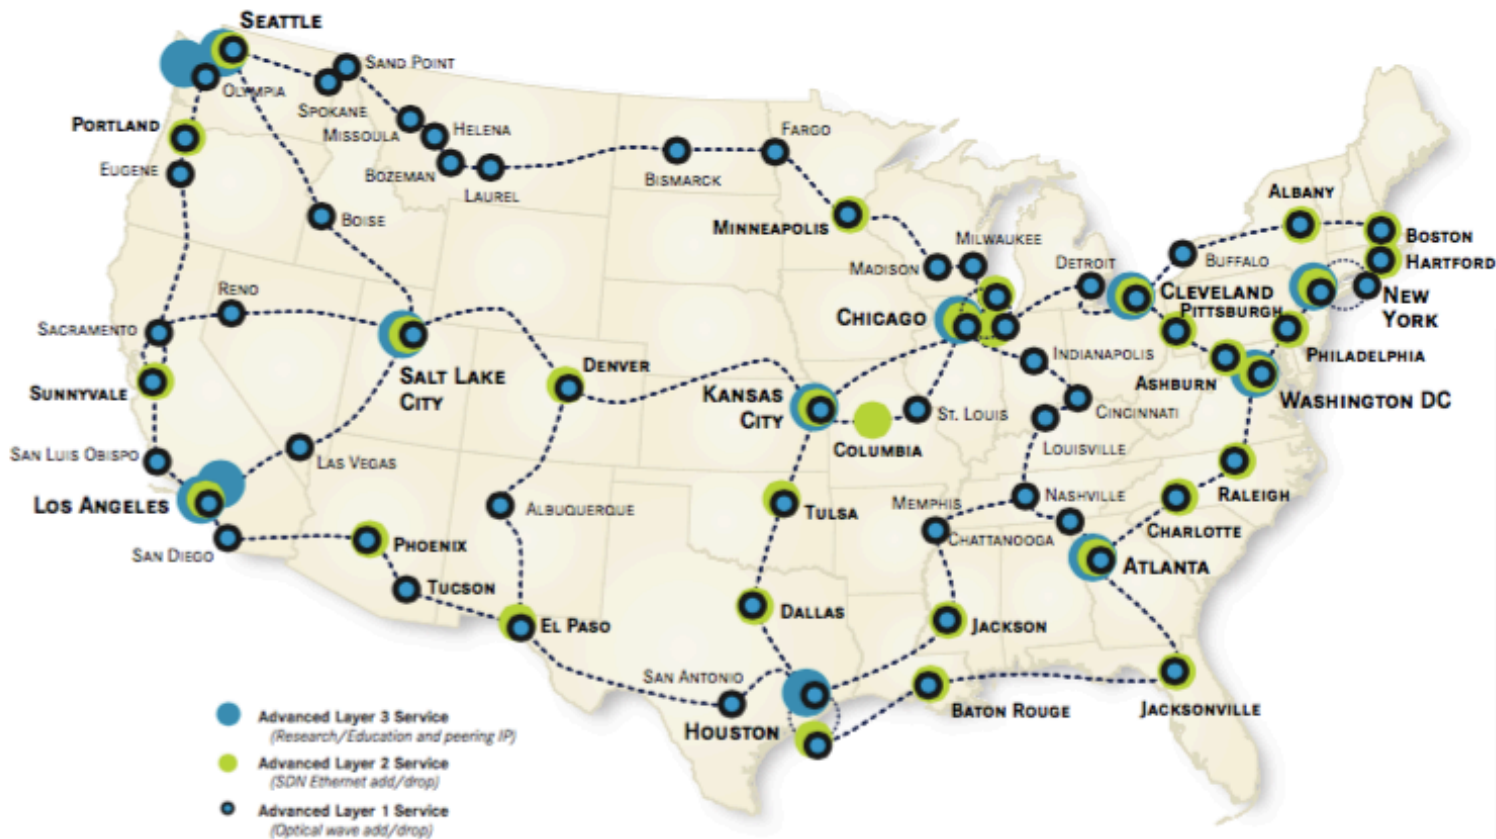 SEATTLE
SAND POINT
OLYMPIA
SPOKANE
PORTLAND
MISSOULA
HELENA
FARGO
EUGENE
BOZEMAN
LAUREL
BISMARCK
ALBANY
BOISE
MINNEAPOLIS
MILWAUKEE
BOSTON
MADISON
DETROIT
BUFFALO
HARTFORD
RENO
CLEVELAND
NEW
YORK
PITTSBURGH
CHICAGO
SACRAMENTO
INDIANAPOLIS
PHILADELPHIA
DENVER
SALT LAKE
CITY
ASHBURN
SUNNYVALE
KANSAS
CITY
WASHINGTON DC
ST. LOUIS
CINCINNATI
COLUMBIA
LOUISVILLE
SAN LUIS OBISPO
LAS VEGAS
LOS ANGELES
ALBUQUERQUE
TULSA
MEMPHIS
NASHVILLE
RALEIGH
CHARLOTTE
CHATTANOOGA
SAN DIEGO
PHOENIX
ATLANTA
TUCSON
EL PASO
DALLAS
JACKSON
SAN ANTONIO
HOUSTON
BATON ROUGE
JACKSONVILLE
Advanced Layer 3 Service
(Research/Education and peering IP)
Advanced Layer 2 Service
(SDN Ethernet add/drop)
Advanced Layer 1 Service
(Optical wave add/drop)